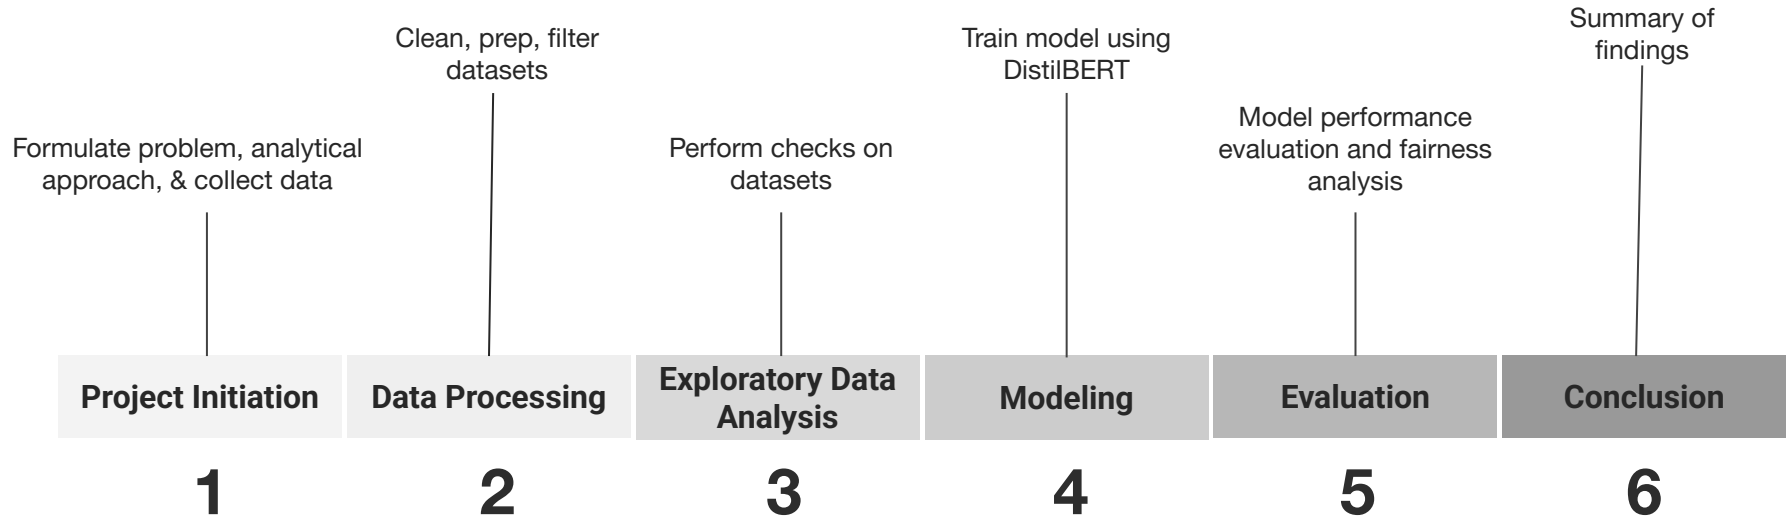 Formulate problem, analytical
approach, & collect data
Clean, prep, filter
datasets
Perform checks on
datasets
Train model using
DistilBERT
Model performance
evaluation and fairness
analysis
Summary of
findings
Project Initiation
Data Processing
Exploratory Data
Analysis
Modeling
Evaluation
Conclusion
1
2
3
4
5
6